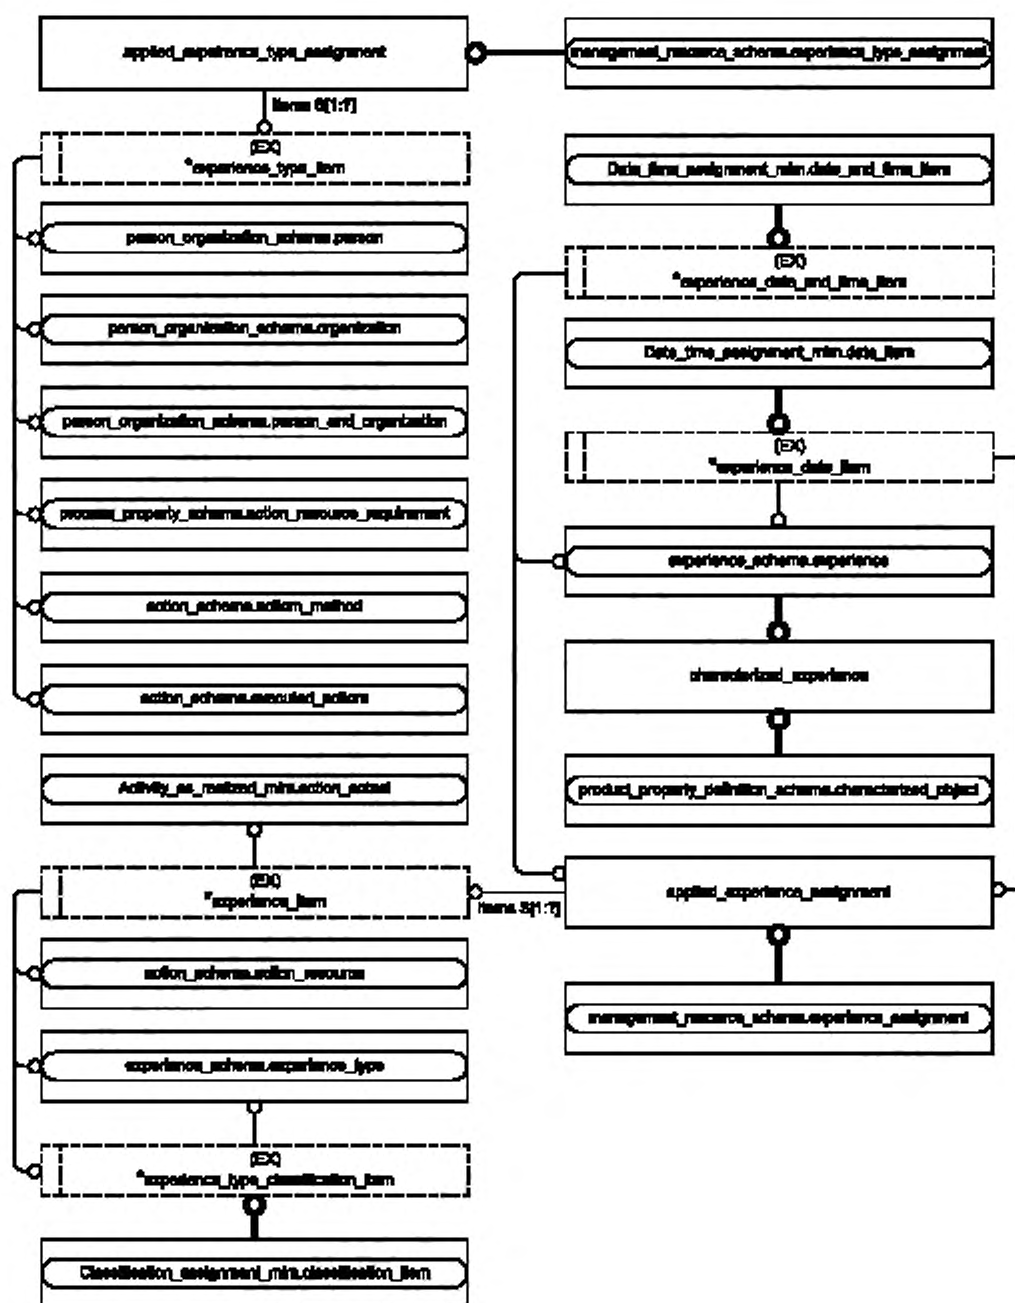 applied_expeirence_type_assignment
items S[1:?]
(EX)
*experience_type_item
person_organization_schema.person
person_organization_schema.organization
person_organization_schema.person_and_organization
process_property_schema.action_resource_requirement
action_schema.action_method
action_schema.executed_actions
Activity_as_realized_mim.action_actual
(EX)
*experience_item
action_schema.action_resource
experience_schema.experience_type
(EX)
*experience_type_classification_item
Classification_assignment_mim.classification_item
management_resource_schema.experience_type_assignment
Date_time_assignment_mim.date_and_time_item
(EX)
*experience_date_and_time_item
Date_time_assignment_mim.date_item
(EX)
*experience_date_item
experience_schema.experience
characterized_experience
product_property_definition_schema.characterized_object
items S[1:?]
applied_experience_assignment
management_resource_schema.experience_assignment